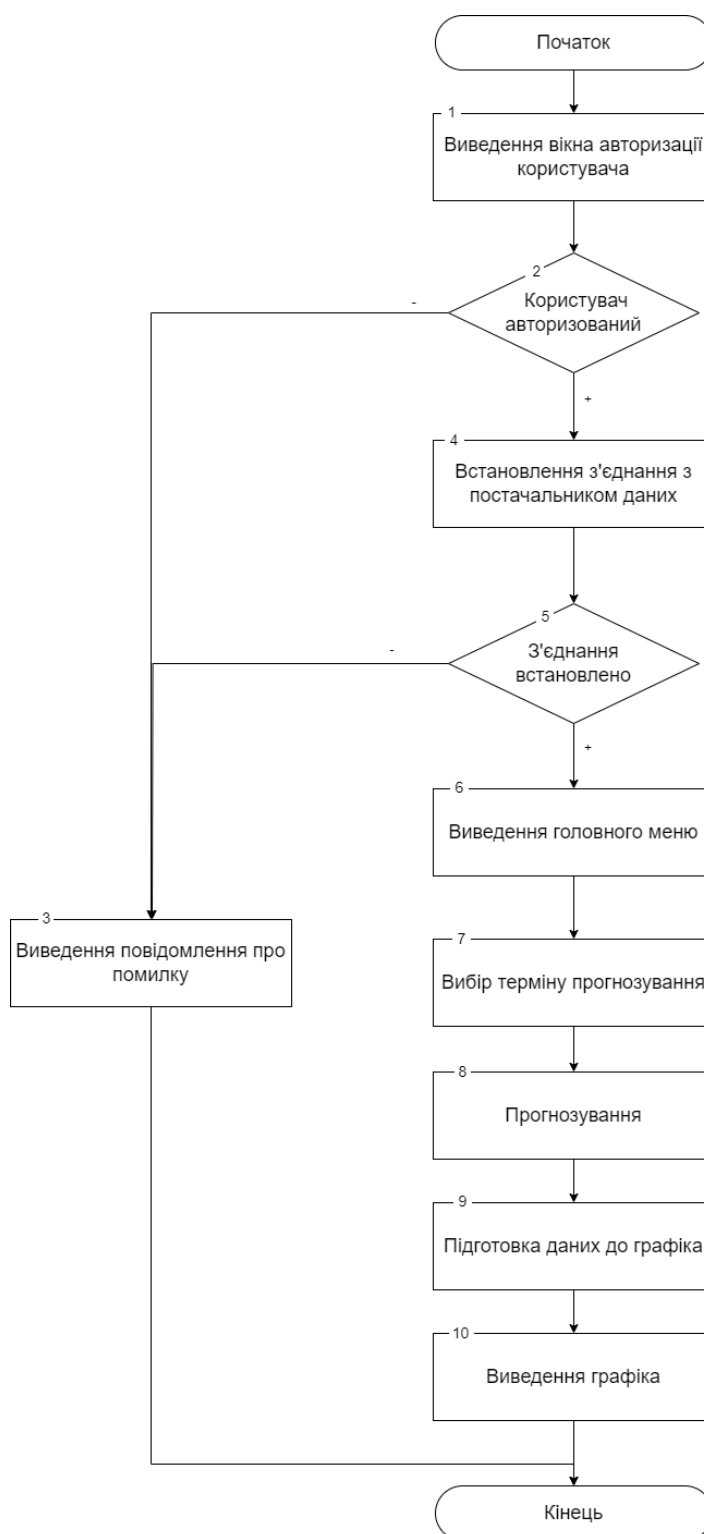 Початок
1
Виведення вікна авторизації
користувача
2
Користувач
авторизований
-
+
4
Встановлення з'єднання з
постачальником даних
5
З'єднання
встановлено
-
+
6
Виведення головного меню
3
Виведення повідомлення про
помилку
7
Вибір терміну прогнозування
8
Прогнозування
9
Підготовка даних до графіка
10
Виведення графіка
Кінець